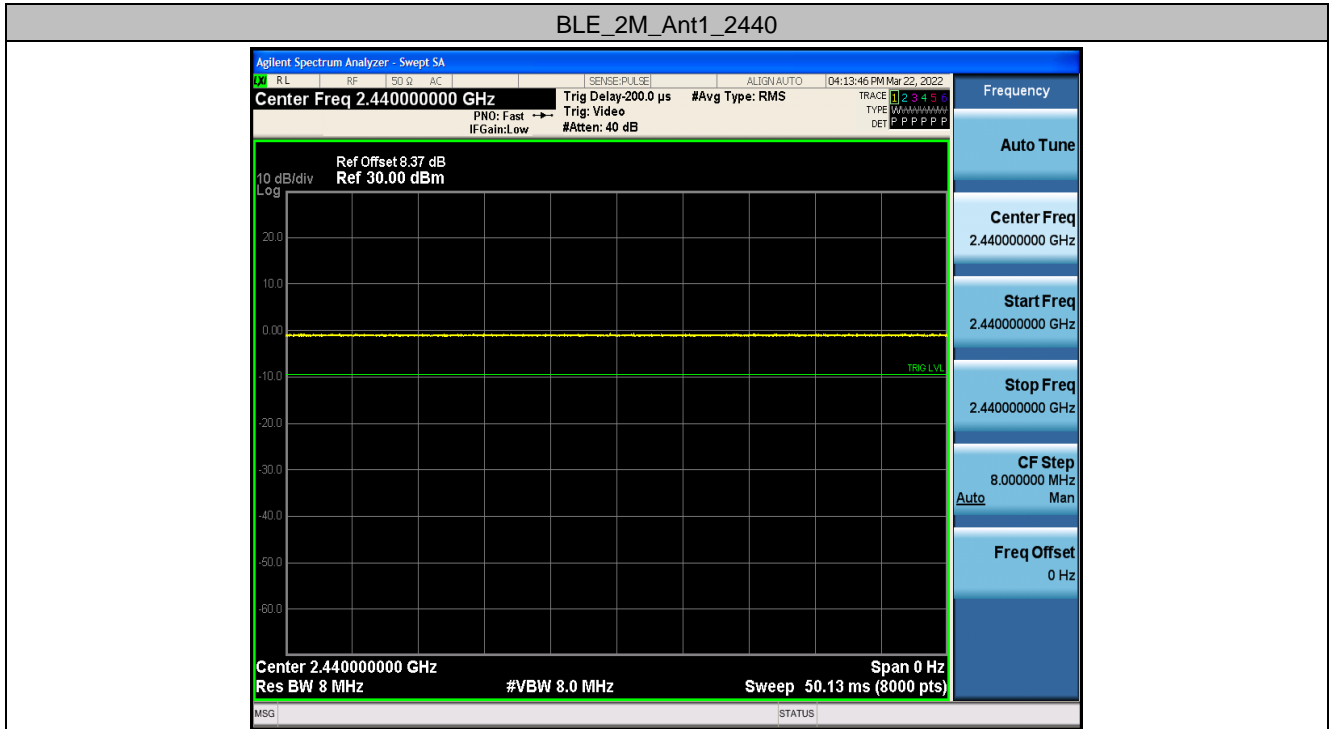 BLE_2M_Ant1_2440
Agilent Spectrum Analyzer - Swept SA
LXI RL RF 50 Ω AC SENSE:PULSE ALIGN AUTO 04:13:46 PM Mar 22, 2022
Center Freq 2.440000000 GHz
PNO: Fast
IFGain:Low
Trig Delay-200.0 µs
Trig: Video
#Atten: 40 dB
#Avg Type: RMS
TRACE 1 2 3 4 5 6
TYPE WWWWWW
DET P P P P P P
Frequency
Auto Tune
Center Freq
2.440000000 GHz
Start Freq
2.440000000 GHz
Stop Freq
2.440000000 GHz
CF Step
8.000000 MHz
Auto Man
Freq Offset
0 Hz
Ref Offset 8.37 dB
10 dB/div Ref 30.00 dBm
Log
20.0
10.0
0.00
TRIG LVL
-10.0
-20.0
-30.0
-40.0
-50.0
-60.0
Center 2.440000000 GHz Span 0 Hz
Res BW 8 MHz #VBW 8.0 MHz Sweep 50.13 ms (8000 pts)
MSG STATUS